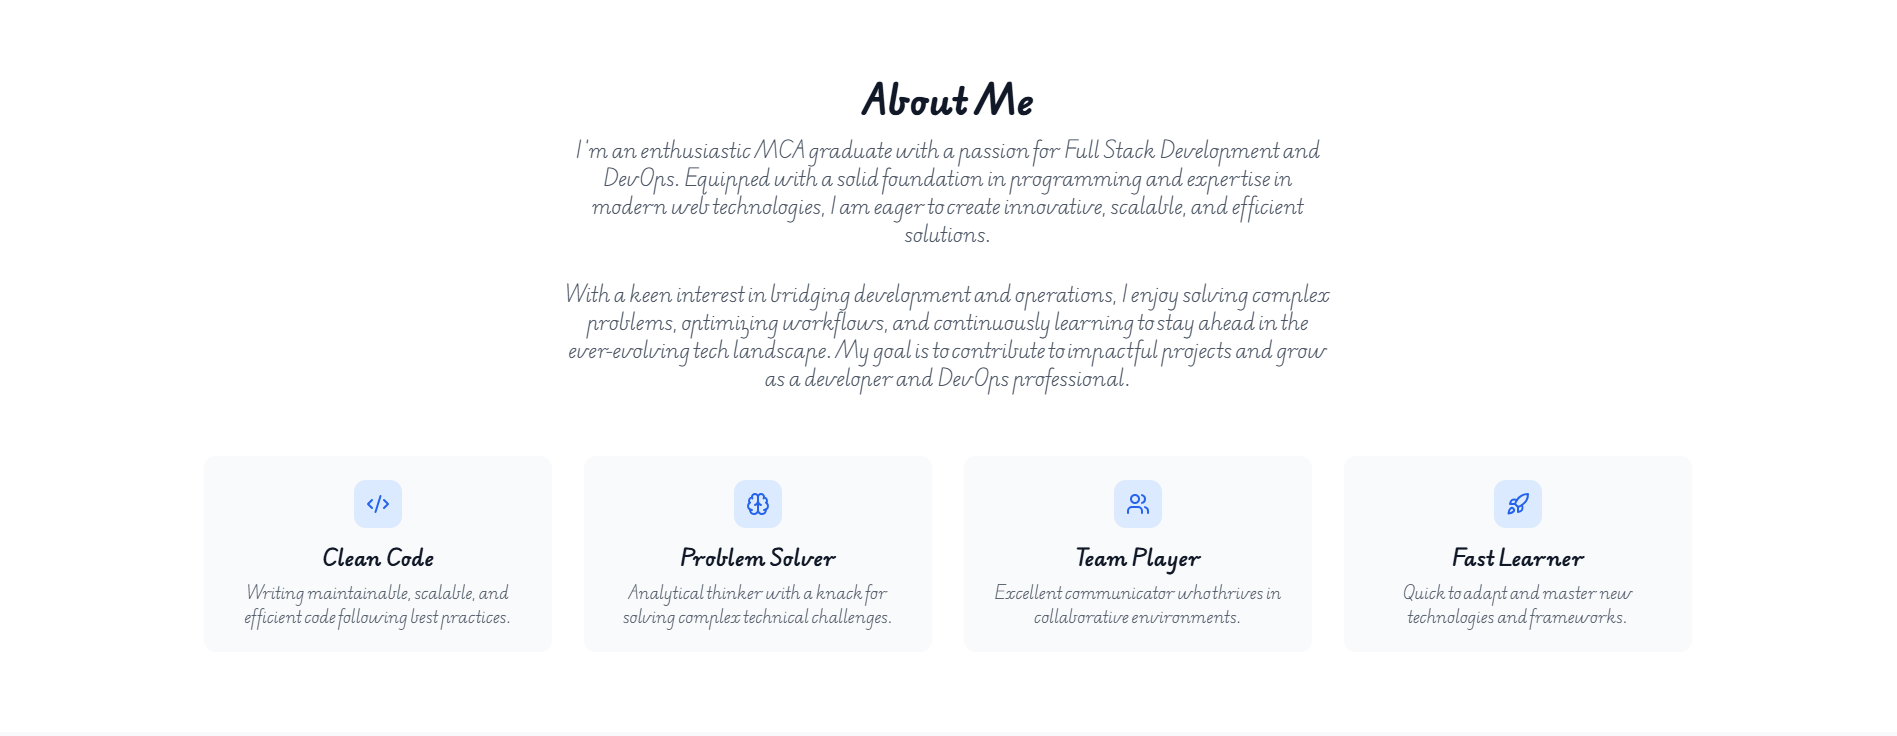 About Me
I'm an enthusiastic MCA graduate with a passion for Full Stack Development and
DevOps. Equipped with a solid foundation in programming and expertise in
modern web technologies, I am eager to create innovative, scalable, and efficient
solutions.
With a keen interest in bridging development and operations, I enjoy solving complex
problems, optimizing workflows, and continuously learning to stay ahead in the
ever-evolving tech landscape. My goal is to contribute to impactful projects and grow
as a developer and DevOps professional.
Clean Code
Writing maintainable, scalable, and
efficient code following best practices.
Problem Solver
Analytical thinker with a knack for
solving complex technical challenges.
Team Player
Excellent communicator who thrives in
collaborative environments.
Fast Learner
Quick to adapt and master new
technologies and frameworks.